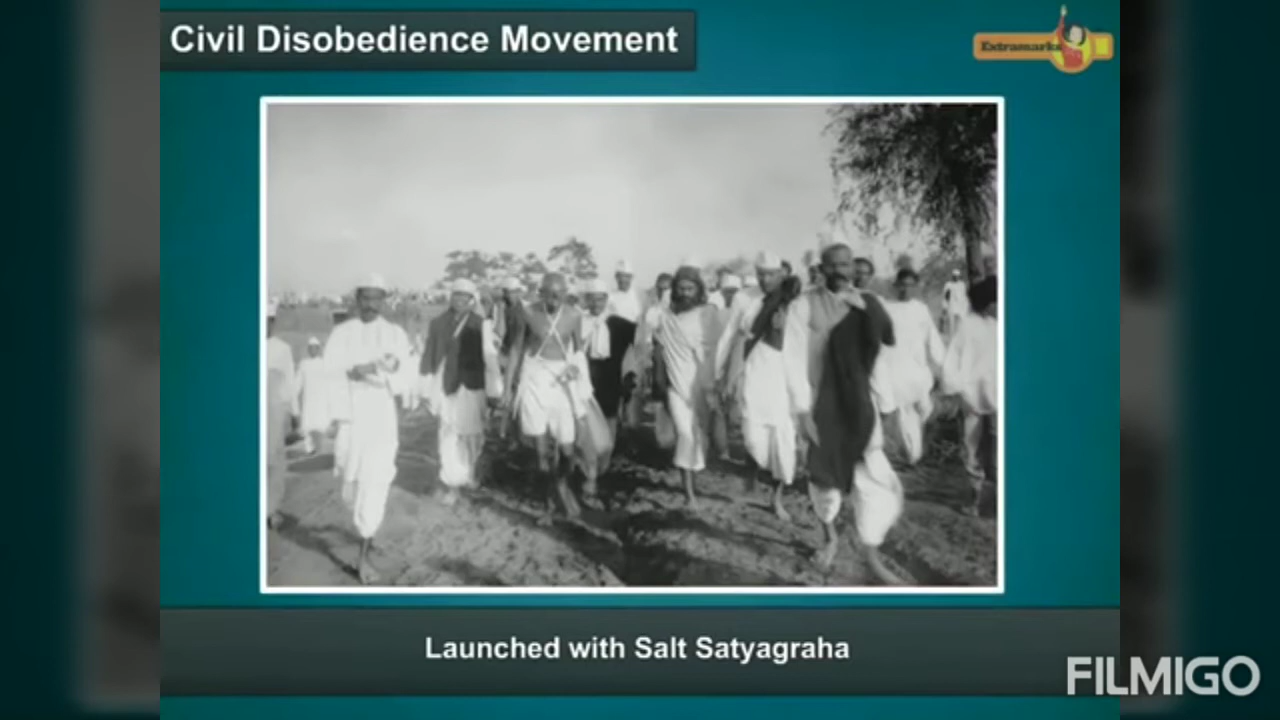 Civil Disobedience Movement
Extramarks
Launched with Salt Satyagraha
FILMIGO